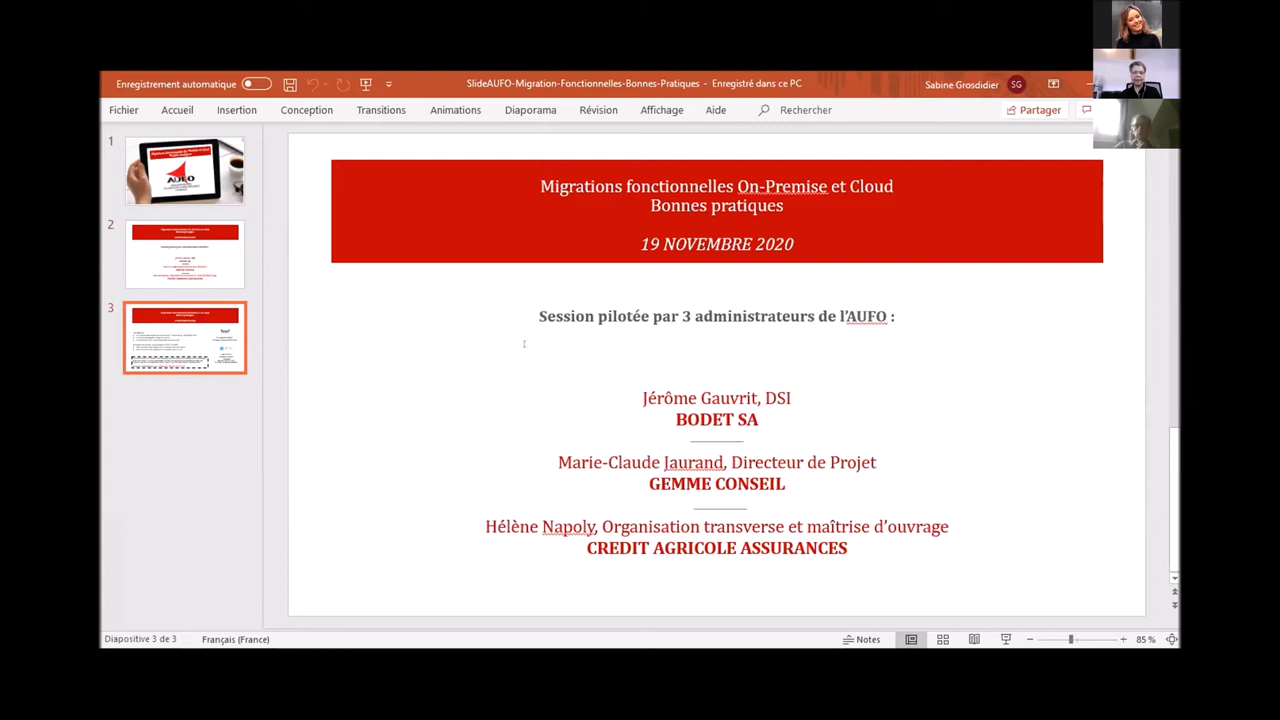 Enregistrement automatique
SlideAUFO-Migration-Fonctionnelles-Bonnes-Pratiques - Enregistré dans ce PC
Sabine Grosdidier SG
Fichier Accueil Insertion Conception Transitions Animations Diaporama Révision Affichage Aide Rechercher Partager
1
AUFO
2
3
Migrations fonctionnelles On-Premise et Cloud
Bonnes pratiques
19 NOVEMBRE 2020
Session pilotée par 3 administrateurs de l'AUFO :
Jérôme Gauvrit, DSI
BODET SA
Marie-Claude Jaurand, Directeur de Projet
GEMME CONSEIL
Hélène Napoly, Organisation transverse et maîtrise d'ouvrage
CREDIT AGRICOLE ASSURANCES
Diapositive 3 de 3 Français (France) Notes 85 %